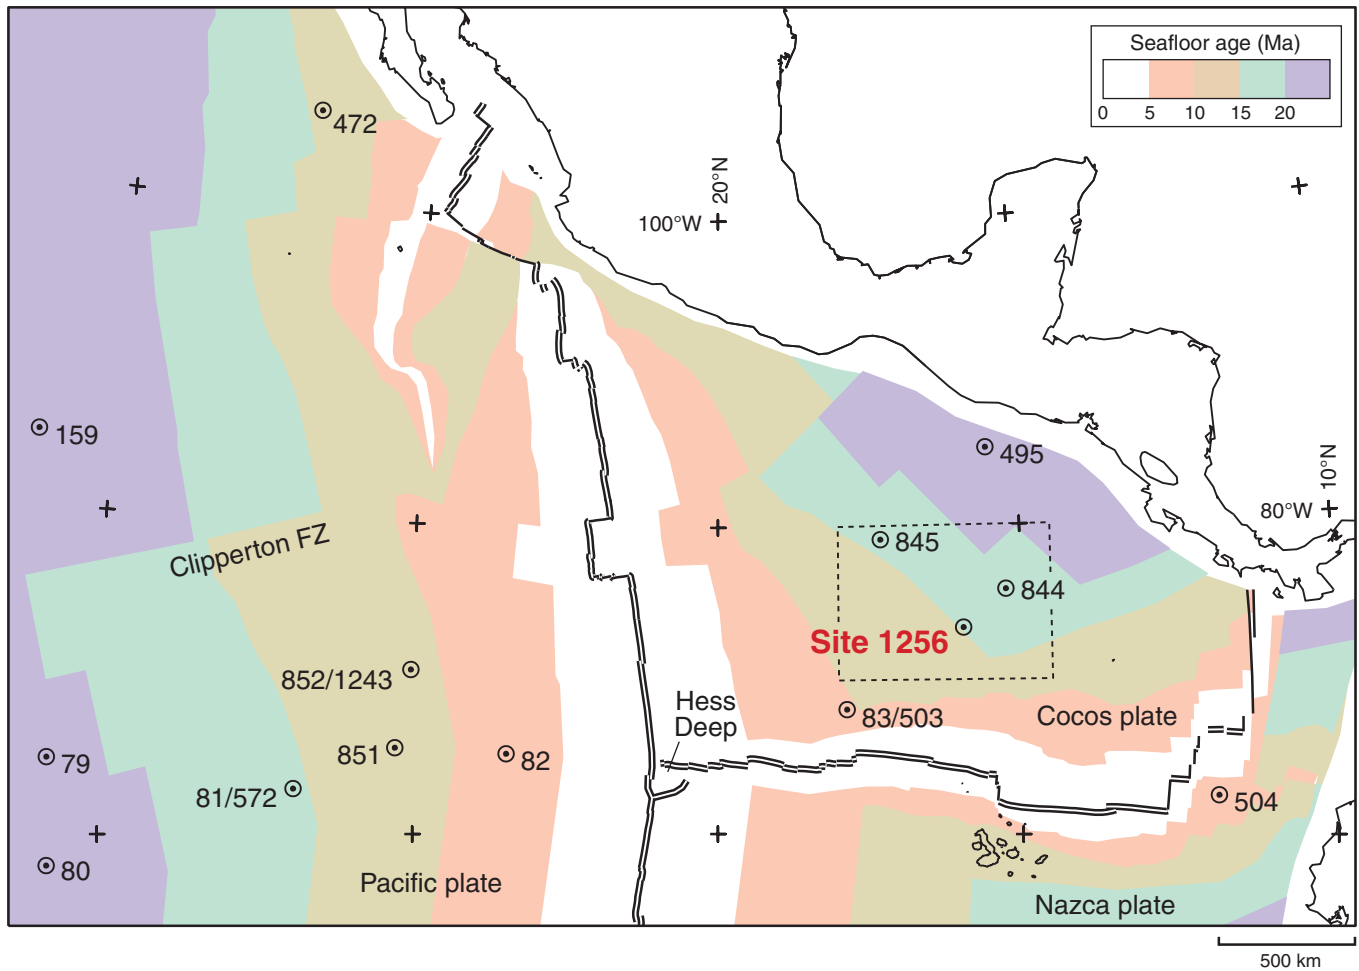 Seafloor age (Ma)
0 5 10 15 20
472
20°N
100°W
159
495
10°N
80°W
Clipperton FZ
845
844
Site 1256
852/1243
Hess
Deep
83/503
Cocos plate
851
82
79
81/572
504
80
Pacific plate
Nazca plate
500 km